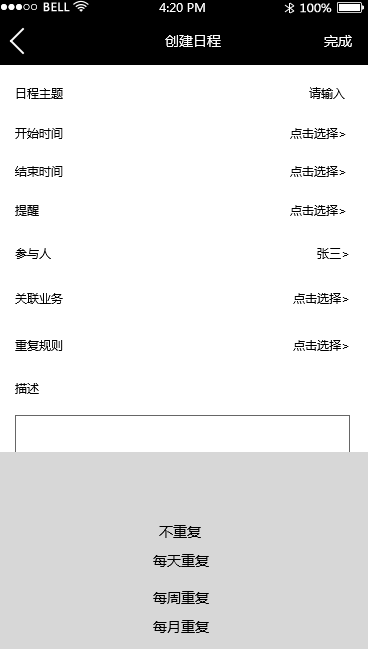 BELL 4:20 PM 100%
创建日程 完成
日程主题 请输入
开始时间 点击选择>
结束时间 点击选择>
提醒 点击选择>
参与人 张三>
关联业务 点击选择>
重复规则 点击选择>
描述
不重复
每天重复
每周重复
每月重复